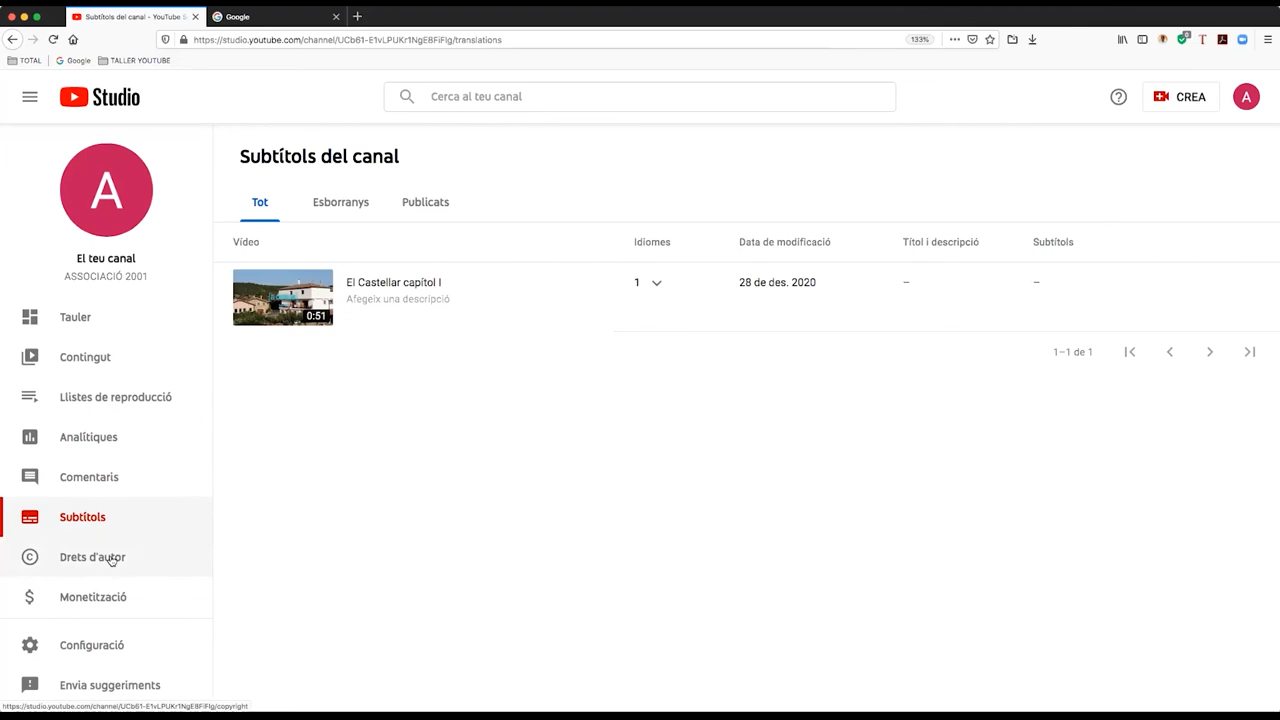 Subtítols del canal - YouTube S
Google
https://studio.youtube.com/channel/UCb61-E1vLPUKr1NgE8FiFIg/translations
133%
TOTAL
Google
TALLER YOUTUBE
Studio
Cerca al teu canal
CREA
A
A
El teu canal
ASSOCIACIÓ 2001
Tauler
Contingut
Llistes de reproducció
Analítiques
Comentaris
Subtítols
Drets d'autor
Monetització
Configuració
Envia suggeriments
Subtítols del canal
Tot Esborranys Publicats
Vídeo Idiomes Data de modificació Títol i descripció Subtítols
El Castellar capítol I 1 28 de des. 2020 – –
Afegeix una descripció
0:51
1–1 de 1
https://studio.youtube.com/channel/UCb61-E1vLPUKr1NgE8FiFIg/copyright